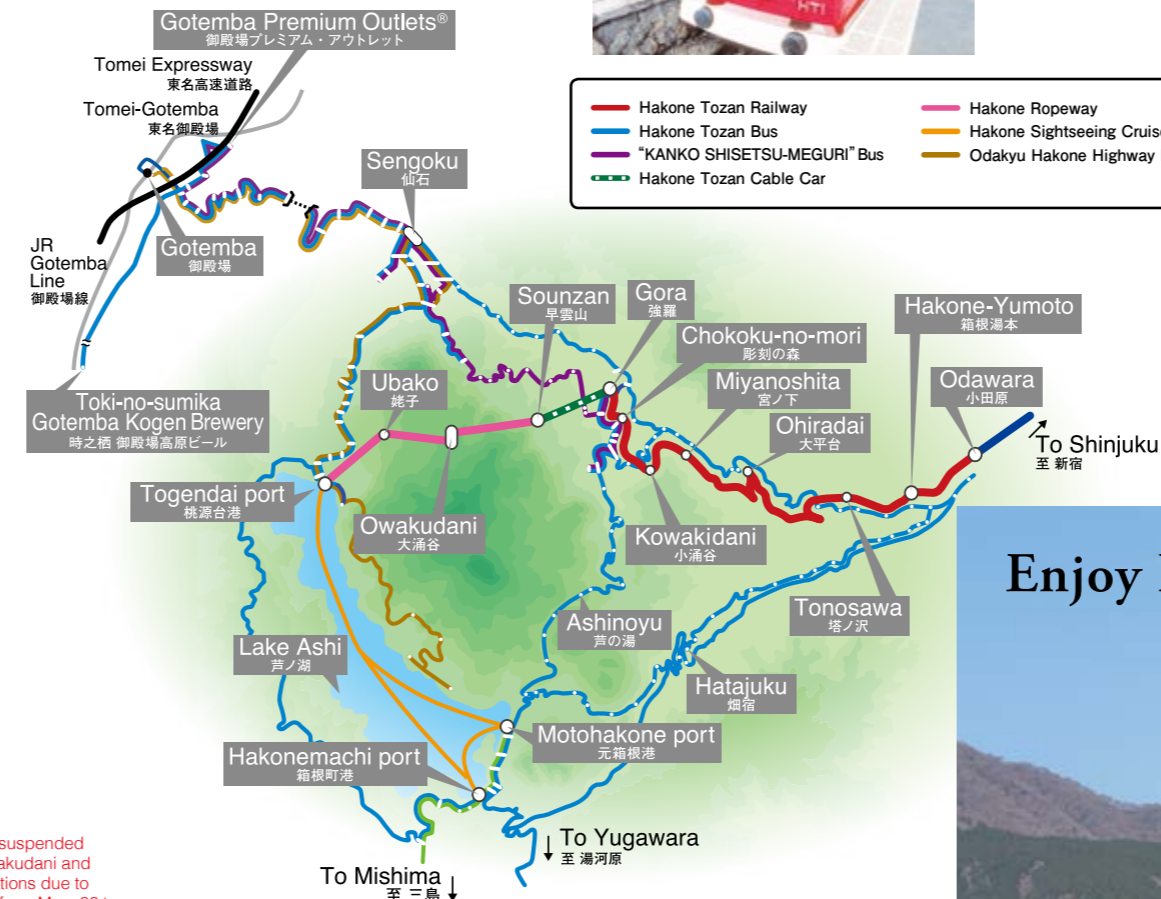 HTI
Gotemba Premium Outlets®
御殿場プレミアム・アウトレット
Tomei Expressway
東名高速道路
Tomei-Gotemba
東名御殿場
Hakone Tozan Railway
Hakone Tozan Bus
"KANKO SHISETSU-MEGURI" Bus
Hakone Tozan Cable Car
Hakone Ropeway
Hakone Sightseeing Cruise
Odakyu Hakone Highway
Sengoku
仙石
JR
Gotemba
Line
御殿場線
Gotemba
御殿場
Sounzan
早雲山
Gora
強羅
Chokoku-no-mori
彫刻の森
Hakone-Yumoto
箱根湯本
Miyanoshita
宮ノ下
Odawara
小田原
Ubako
姥子
Toki-no-sumika
Gotemba Kogen Brewery
時之栖 御殿場高原ビール
Ohiradai
大平台
To Shinjuku
至 新宿
Togendai port
桃源台港
Owakudani
大涌谷
Kowakidani
小涌谷
Enjoy
Tonosawa
塔ノ沢
Ashinoyu
芦の湯
Lake Ashi
芦ノ湖
Hatajuku
畑宿
Motohakone port
元箱根港
Hakonemachi port
箱根町港
To Yugawara
至 湯河原
To Mishima
至 三島
suspended
akudani and
tions due to